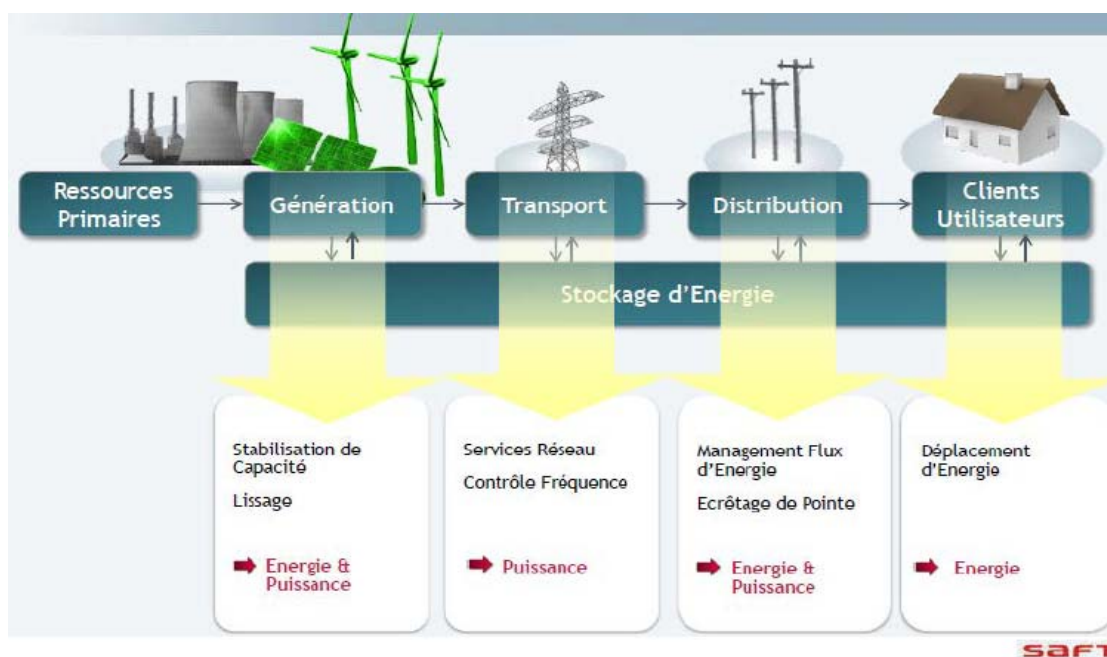 Ressources
Primaires
Génération
Transport
Distribution
Clients
Utilisateurs
Stockage d'Energie
Stabilisation de
Capacité
Lissage
Energie &
Puissance
Services Réseau
Contrôle Fréquence
Puissance
Management Flux
d'Energie
Ecrêtage de Pointe
Energie &
Puissance
Déplacement
d'Energie
Energie
SAFT